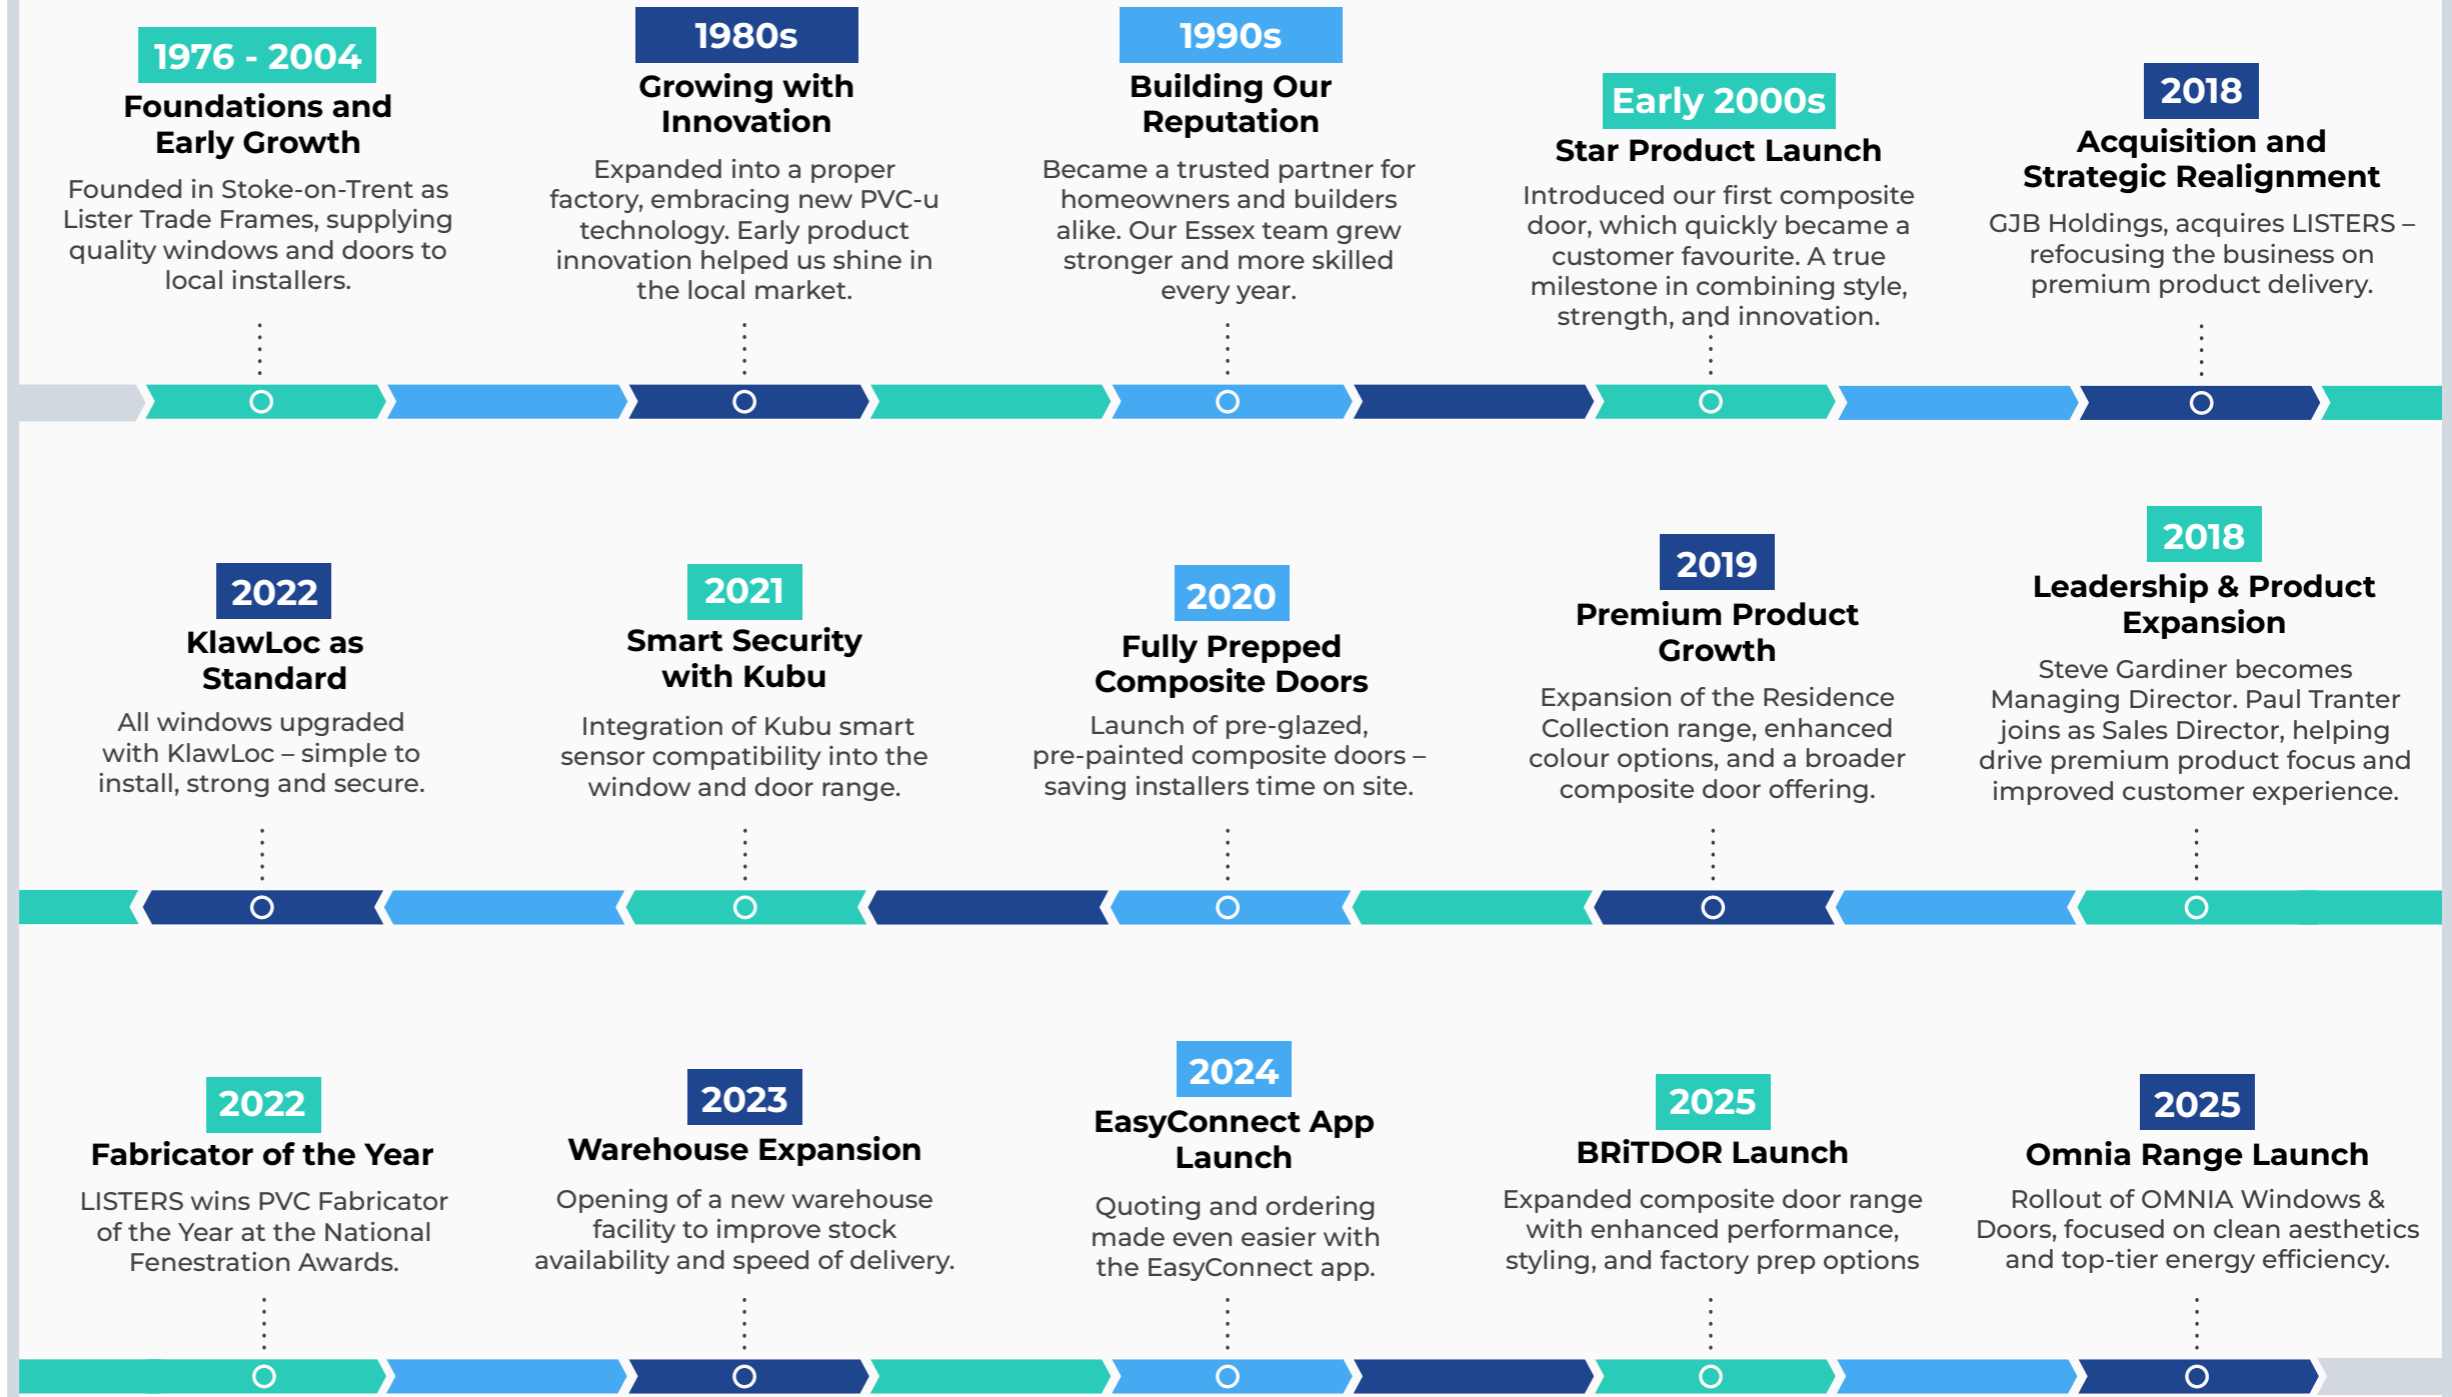 1976 - 2004
Foundations and
Early Growth
Founded in Stoke-on-Trent as
Lister Trade Frames, supplying
quality windows and doors to
local installers.
1980s
Growing with
Innovation
Expanded into a proper
factory, embracing new PVC-u
technology. Early product
innovation helped us shine in
the local market.
1990s
Building Our
Reputation
Became a trusted partner for
homeowners and builders
alike. Our Essex team grew
stronger and more skilled
every year.
Early 2000s
Star Product Launch
Introduced our first composite
door, which quickly became a
customer favourite. A true
milestone in combining style,
strength, and innovation.
2018
Acquisition and
Strategic Realignment
GJB Holdings, acquires LISTERS –
refocusing the business on
premium product delivery.
2018
Leadership & Product
Expansion
Steve Gardiner becomes
Managing Director. Paul Tranter
joins as Sales Director, helping
drive premium product focus and
improved customer experience.
2019
Premium Product
Growth
Expansion of the Residence
Collection range, enhanced
colour options, and a broader
composite door offering.
2020
Fully Prepped
Composite Doors
Launch of pre-glazed,
pre-painted composite doors –
saving installers time on site.
2021
Smart Security
with Kubu
Integration of Kubu smart
sensor compatibility into the
window and door range.
2022
KlawLoc as
Standard
All windows upgraded
with KlawLoc – simple to
install, strong and secure.
2022
Fabricator of the Year
LISTERS wins PVC Fabricator
of the Year at the National
Fenestration Awards.
2023
Warehouse Expansion
Opening of a new warehouse
facility to improve stock
availability and speed of delivery.
2024
EasyConnect App
Launch
Quoting and ordering
made even easier with
the EasyConnect app.
2025
BRiTDOR Launch
Expanded composite door range
with enhanced performance,
styling, and factory prep options
2025
Omnia Range Launch
Rollout of OMNIA Windows &
Doors, focused on clean aesthetics
and top-tier energy efficiency.